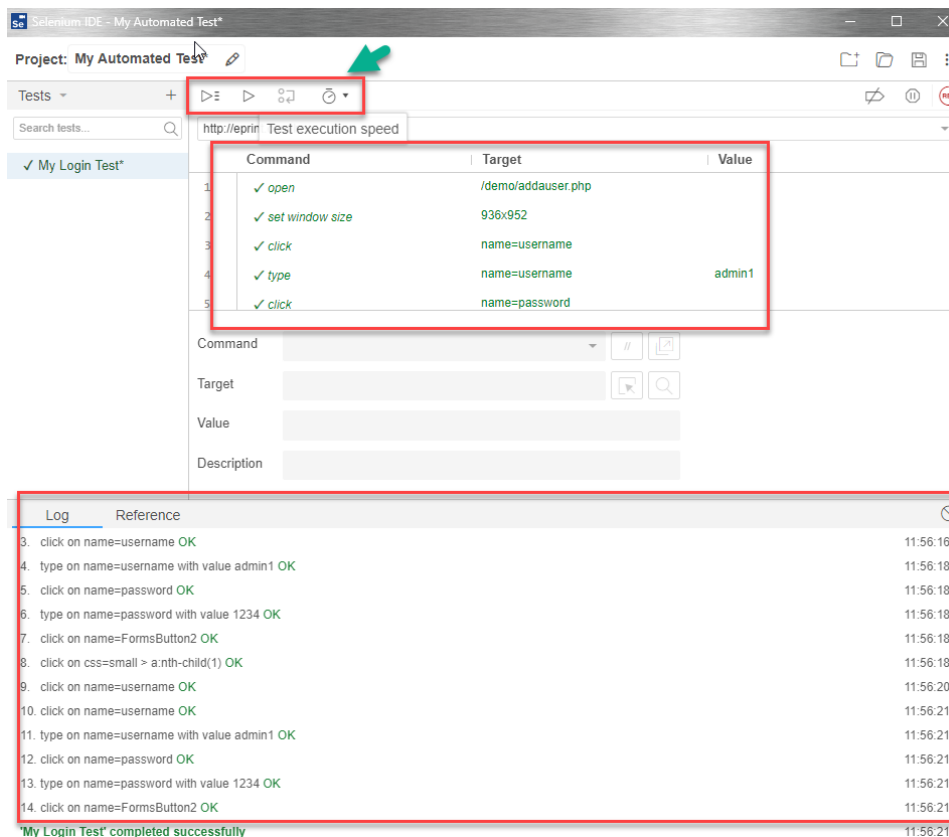 Se Selenium IDE - My Automated Test*
Project: My Automated Test*
Tests +
Search tests...
http://eprin
Test execution speed
✓ My Login Test*
Command Target Value
1 ✓ open /demo/addauser.php
2 ✓ set window size 936x952
3 ✓ click name=username
4 ✓ type name=username admin1
5 ✓ click name=password
Command
//
Target
Value
Description
Log Reference
3. click on name=username OK 11:56:16
4. type on name=username with value admin1 OK 11:56:18
5. click on name=password OK 11:56:18
6. type on name=password with value 1234 OK 11:56:18
7. click on name=FormsButton2 OK 11:56:18
8. click on css=small > a:nth-child(1) OK 11:56:18
9. click on name=username OK 11:56:20
10. click on name=username OK 11:56:21
11. type on name=username with value admin1 OK 11:56:21
12. click on name=password OK 11:56:21
13. type on name=password with value 1234 OK 11:56:21
14. click on name=FormsButton2 OK 11:56:21
'My Login Test' completed successfully 11:56:21